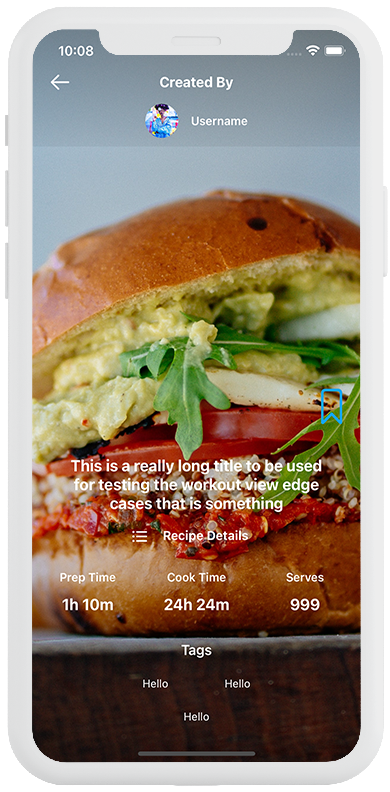 10:08
Created By
Username
This is a really long title to be used
for testing the workout view edge
cases that is something
Recipe Details
Prep Time Cook Time Serves
1h 10m 24h 24m 999
Tags
Hello Hello
Hello